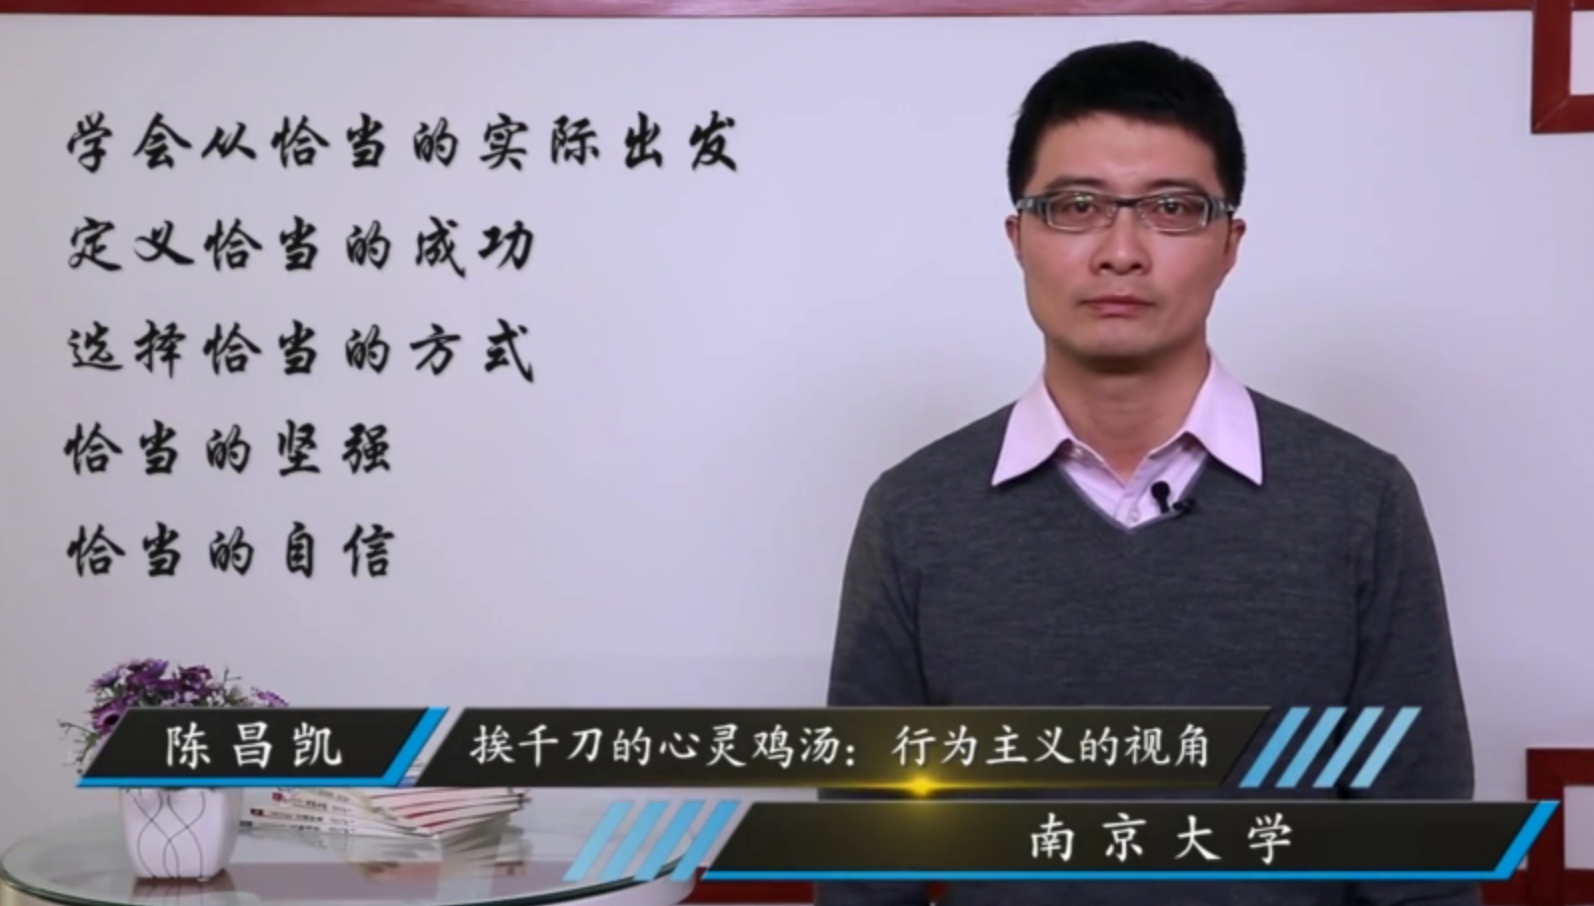 学会从恰当的实际出发
定义恰当的成功
选择恰当的方式
恰当的坚强
恰当的自信
陈昌凯
挨千刀的心灵鸡汤：行为主义的视角
南京大学